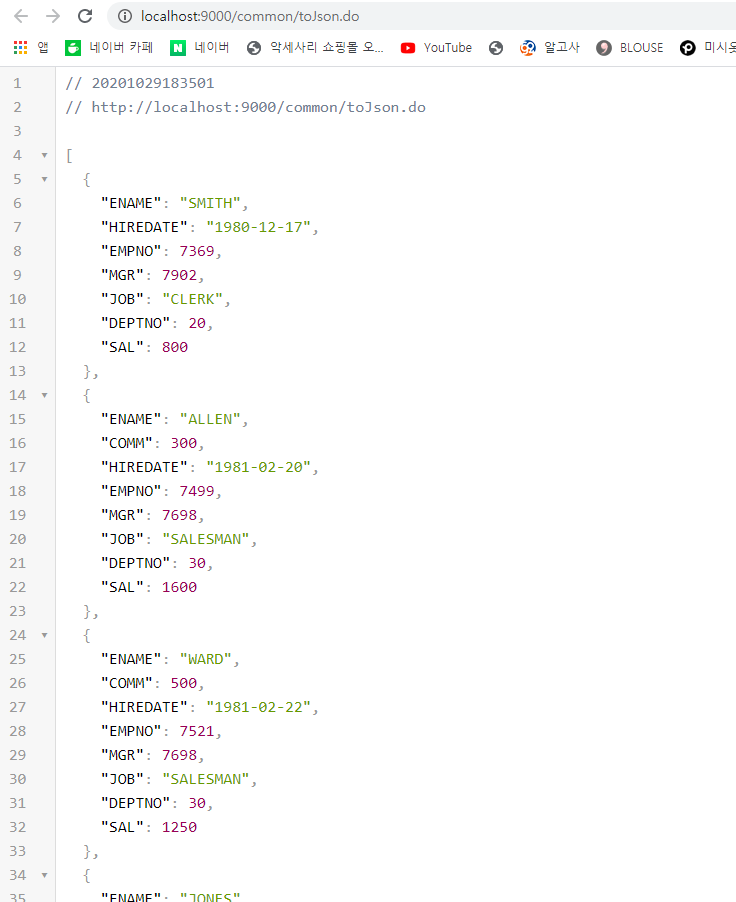 localhost:9000/common/toJson.do
앱 네이버 카페 네이버 악세사리 쇼핑몰 오... YouTube 알고사 BLOUSE 미시옷
1 // 20201029183501
2 // http://localhost:9000/common/toJson.do
3
4 [
5 {
6 "ENAME": "SMITH",
7 "HIREDATE": "1980-12-17",
8 "EMPNO": 7369,
9 "MGR": 7902,
10 "JOB": "CLERK",
11 "DEPTNO": 20,
12 "SAL": 800
13 },
14 {
15 "ENAME": "ALLEN",
16 "COMM": 300,
17 "HIREDATE": "1981-02-20",
18 "EMPNO": 7499,
19 "MGR": 7698,
20 "JOB": "SALESMAN",
21 "DEPTNO": 30,
22 "SAL": 1600
23 },
24 {
25 "ENAME": "WARD",
26 "COMM": 500,
27 "HIREDATE": "1981-02-22",
28 "EMPNO": 7521,
29 "MGR": 7698,
30 "JOB": "SALESMAN",
31 "DEPTNO": 30,
32 "SAL": 1250
33 },
34 {
35 "ENAME": "JONES"